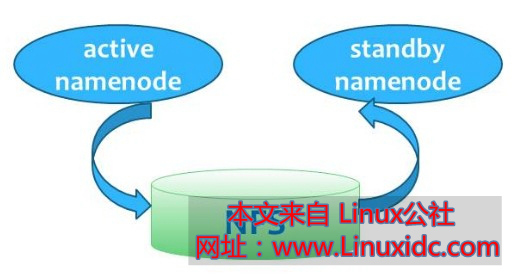 active
namenode
standby
namenode
本文来自 Linux公社
网址：www.Linuxidc.com